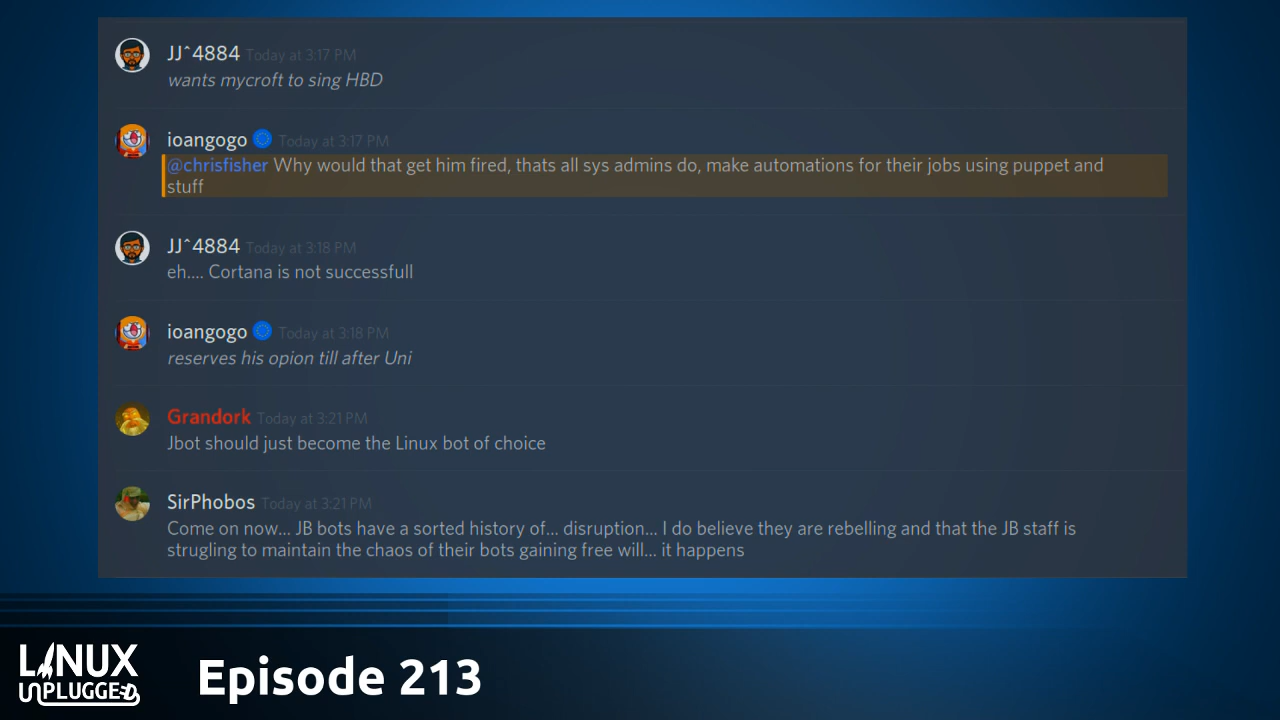 JJ^4884 Today at 3:17 PM
wants mycroft to sing HBD
ioangogo Today at 3:17 PM
@chrisfisher Why would that get him fired, thats all sys admins do, make automations for their jobs using puppet and
stuff
JJ^4884 Today at 3:18 PM
eh.... Cortana is not successfull
ioangogo Today at 3:18 PM
reserves his opion till after Uni
Grandork Today at 3:21 PM
Jbot should just become the Linux bot of choice
SirPhobos Today at 3:21 PM
Come on now... JB bots have a sorted history of... disruption... I do believe they are rebelling and that the JB staff is
strugling to maintain the chaos of their bots gaining free will... it happens
LINUX
UNPLUGGED
Episode 213